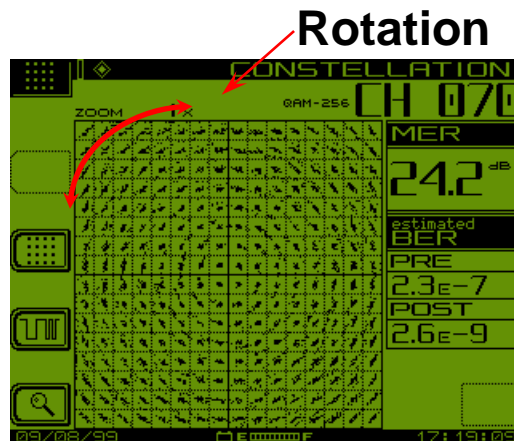 Rotation
CONSTELLATION
QAM-256 CH 070
ZOOM 1X
MER
24.2 dB
estimated
BER
PRE
2.3E-7
POST
2.6E-9
09/08/99 E F 17:19:09